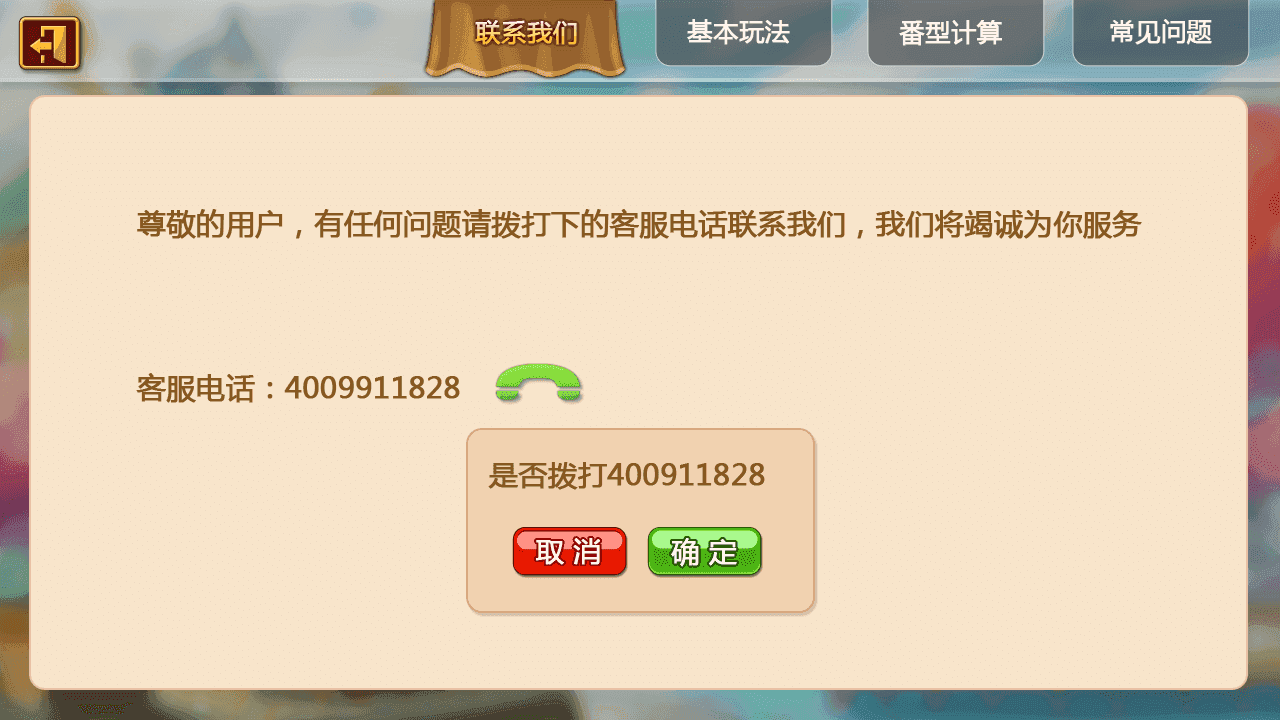 联系我们
基本玩法
番型计算
常见问题
尊敬的用户，有任何问题请拨打下的客服电话联系我们，我们将竭诚为你服务
客服电话：4009911828
是否拨打400911828
取消
确定